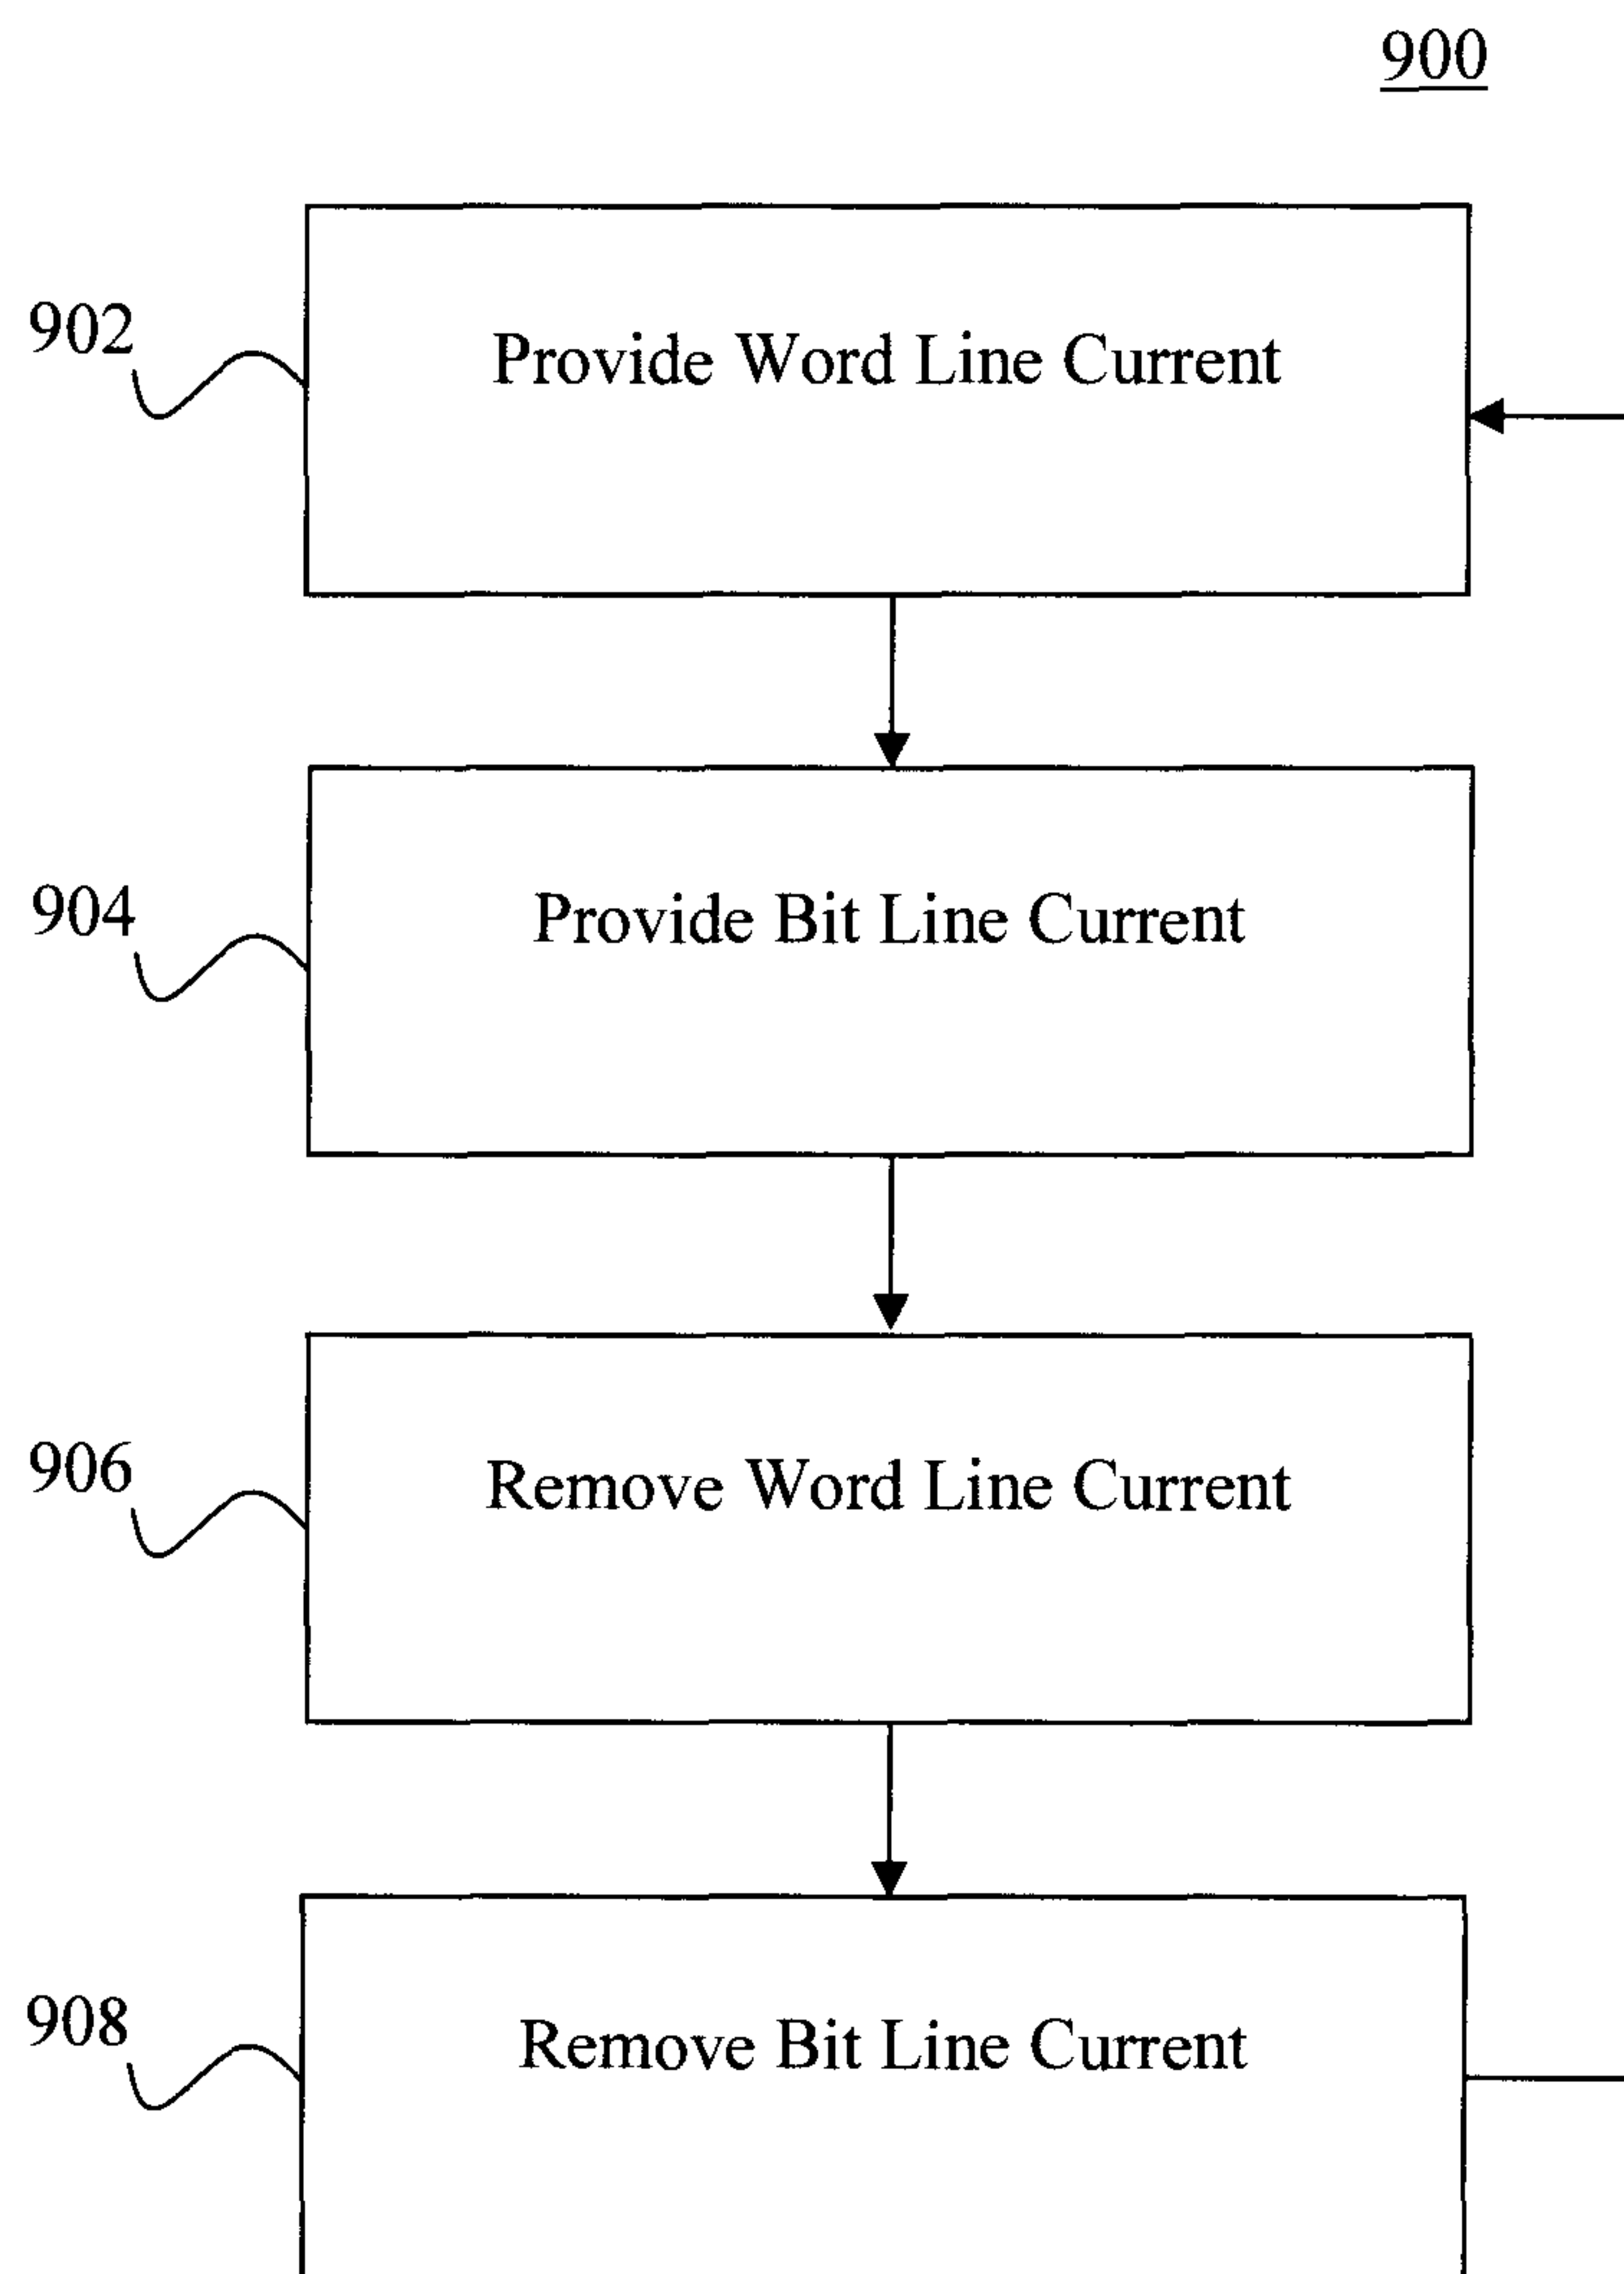 900
902
Provide Word Line Current
904
Provide Bit Line Current
906
Remove Word Line Current
908
Remove Bit Line Current